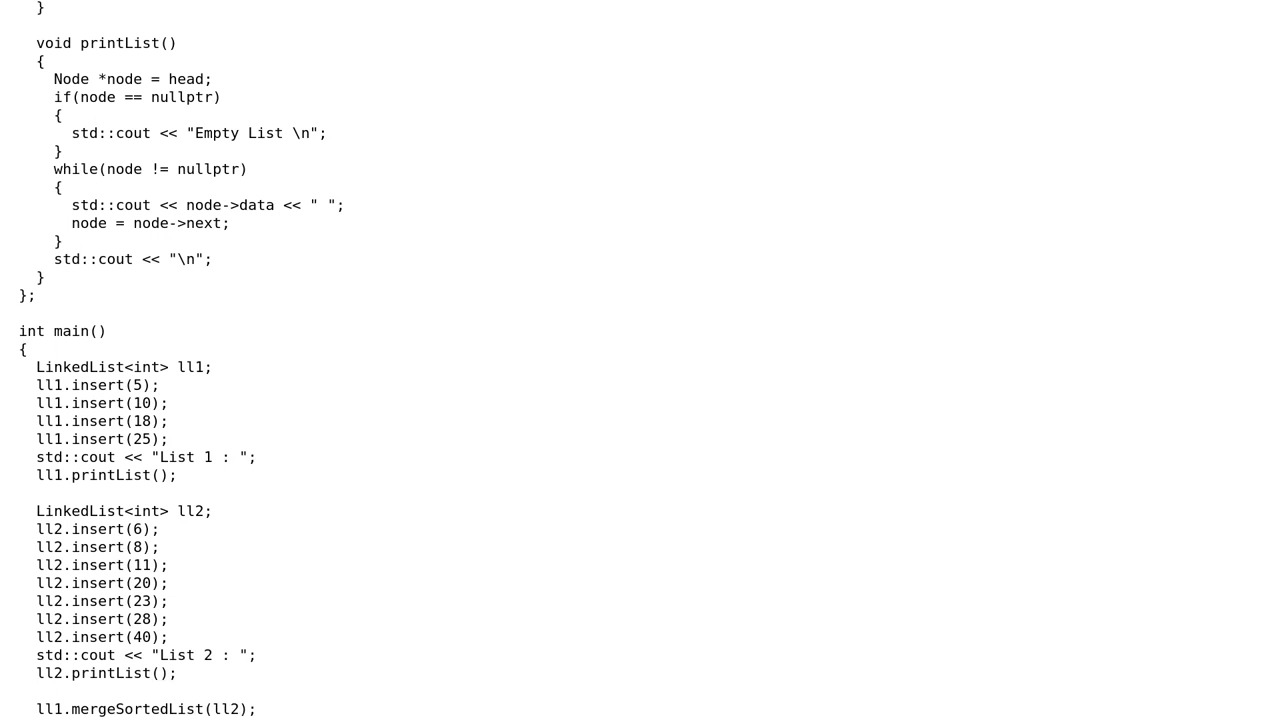 }

  void printList()
  {
    Node *node = head;
    if(node == nullptr)
    {
      std::cout << "Empty List \n";
    }
    while(node != nullptr)
    {
      std::cout << node->data << " ";
      node = node->next;
    }
    std::cout << "\n";
  }
};

int main()
{
  LinkedList<int> ll1;
  ll1.insert(5);
  ll1.insert(10);
  ll1.insert(18);
  ll1.insert(25);
  std::cout << "List 1 : ";
  ll1.printList();

  LinkedList<int> ll2;
  ll2.insert(6);
  ll2.insert(8);
  ll2.insert(11);
  ll2.insert(20);
  ll2.insert(23);
  ll2.insert(28);
  ll2.insert(40);
  std::cout << "List 2 : ";
  ll2.printList();

  ll1.mergeSortedList(ll2);